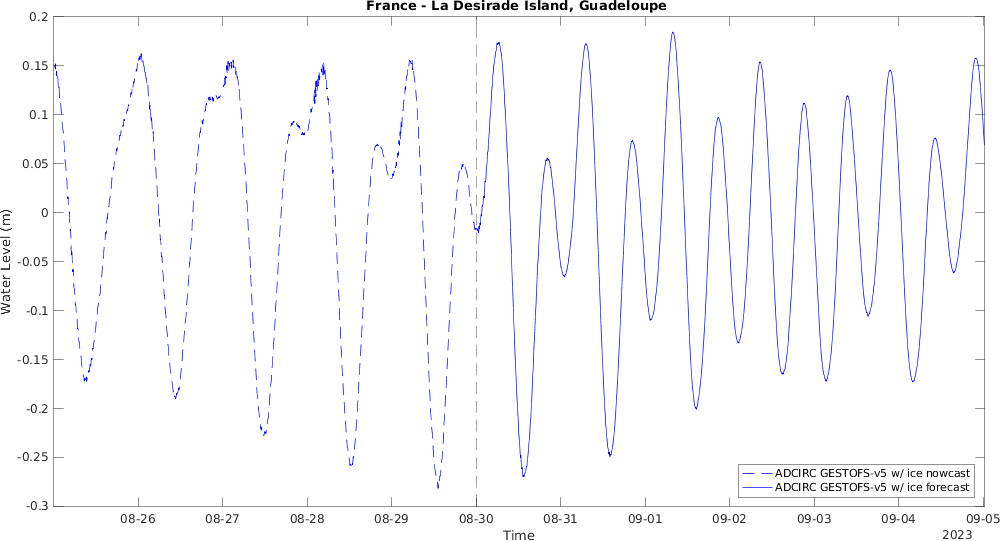 France - La Desirade Island, Guadeloupe
Water Level (m)
0.2
0.15
0.1
0.05
0
-0.05
-0.1
-0.15
-0.2
-0.25
-0.3
ADCIRC GESTOFS-v5 w/ ice nowcast
ADCIRC GESTOFS-v5 w/ ice forecast
08-26 08-27 08-28 08-29 08-30 08-31 09-01 09-02 09-03 09-04 09-05
Time
2023